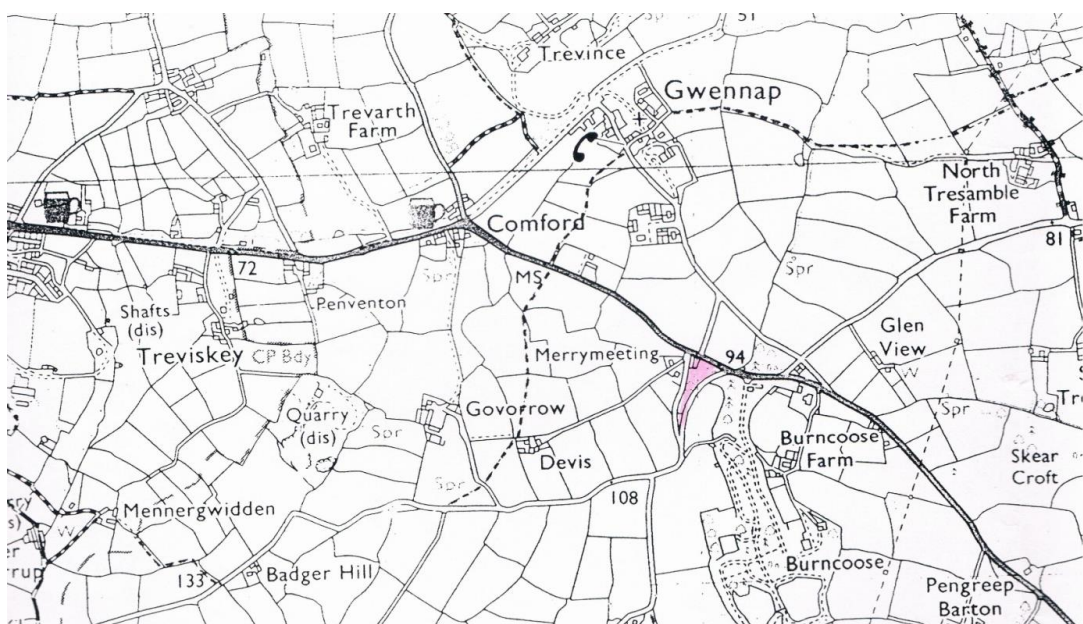 Spr
51
Trevince
Gwennap
Trevarth
Farm
North
Tresamble
Farm
Comford
81
72
MS
Spr
Spr
Penventon
Shafts
(dis)
Glen
View
W
Treviskey
CP Bdy
Merrymeeting
94
Quarry
(dis)
Spr
Govorrow
Spr
Burncoose
Farm
Devis
Skear
Croft
Spr
108
Mennergwidden
W
133
Badger Hill
Burncoose
Pengreep
Barton